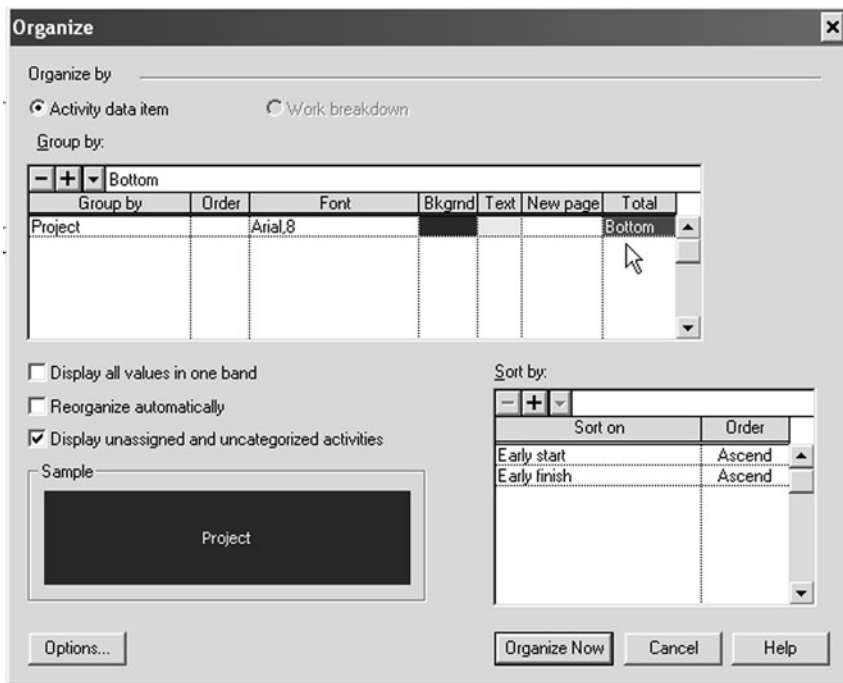 Organize
Organize by
Activity data item Work breakdown
Group by:
Bottom
Group by Order Font Bkgrnd Text New page Total
Project Arial,8 Bottom
Display all values in one band
Reorganize automatically
Display unassigned and uncategorized activities
Sample
Project
Sort by:
Sort on Order
Early start Ascend
Early finish Ascend
Options... Organize Now Cancel Help